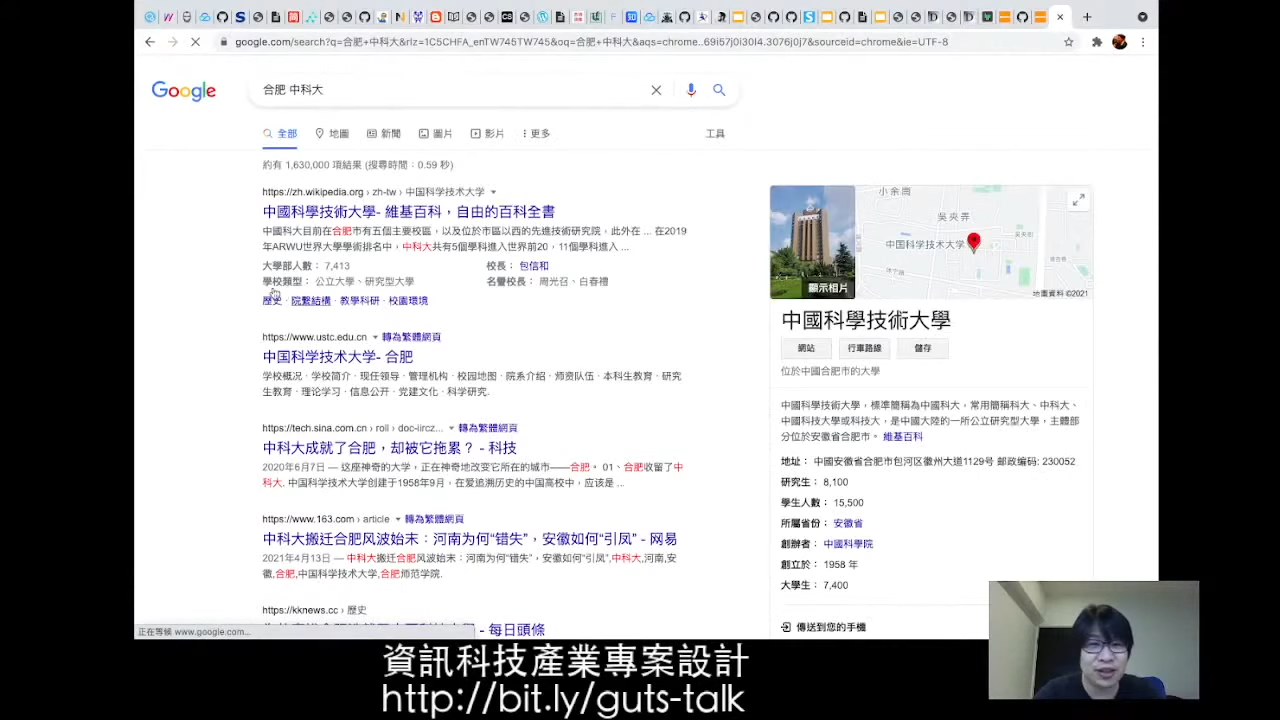 google.com/search?q=合肥+中科大&rlz=1C5CHFA_enTW745TW745&oq=合肥+中科大&aqs=chrome..69i57j0l30l4.3076j0j7&sourceid=chrome&ie=UTF-8
Google
合肥 中科大
全部 地圖 新聞 圖片 影片 更多 工具
約有 1,630,000 項結果 (搜尋時間:0.59 秒)
https://zh.wikipedia.org › zh-tw › 中国科学技术大学
中國科學技術大學- 維基百科,自由的百科全書
中國科大目前在合肥市有五個主要校區,以及位於市區以西的先進技術研究院,此外在 ... 在2019
年ARWU世界大學學術排名中,中科大共有5個學科進入世界前20,11個學科進入 ...
大學部人數: 7,413 校長: 包信和
學校類型: 公立大學、研究型大學 名譽校長: 周光召、白春禮
歷史 · 院繫結構 · 教學科研 · 校園環境
https://www.ustc.edu.cn 轉為繁體網頁
中国科学技术大学- 合肥
学校概况 · 学校简介 · 现任领导 · 管理机构 · 校园地图 · 院系介绍 · 师资队伍 · 本科生教育 · 研究
生教育 · 理论学习 · 信息公开 · 党建文化 · 科学研究.
https://tech.sina.com.cn › roll › doc-iircz... 轉為繁體網頁
中科大成就了合肥,却被它拖累? - 科技
2020年6月7日 — 这座神奇的大学,正在神奇地改变它所在的城市——合肥。 01、合肥收留了中
科大. 中国科学技术大学创建于1958年9月,在爱追溯历史的中国高校中,应该是 ...
https://www.163.com › article 轉為繁體網頁
中科大搬迁合肥风波始末:河南为何“错失”,安徽如何“引凤” - 网易
2021年4月13日 — 中科大搬迁合肥风波始末:河南为何“错失”,安徽如何“引凤”,中科大,河南,安
徽,合肥,中国科学技术大学,合肥师范学院.
https://kknews.cc › 歷史
- 每日頭條
正在等候 www.google.com...
顯示相片
小余崗
吳央弄
中国科学技术大学
地圖資料 ©2021
中國科學技術大學
網站 行車路線 儲存
位於中國合肥市的大學
中國科學技術大學,標準簡稱為中國科大,常用簡稱科大、中科大、
中國科技大學或科技大,是中國大陸的一所公立研究型大學,主體部
分位於安徽省合肥市。 維基百科
地址: 中國安徽省合肥市包河区徽州大道1129号 邮政编码: 230052
研究生: 8,100
學生人數: 15,500
所屬省份: 安徽省
創辦者: 中國科學院
創立於: 1958 年
大學生: 7,400
傳送到您的手機
資訊科技產業專案設計
http://bit.ly/guts-talk